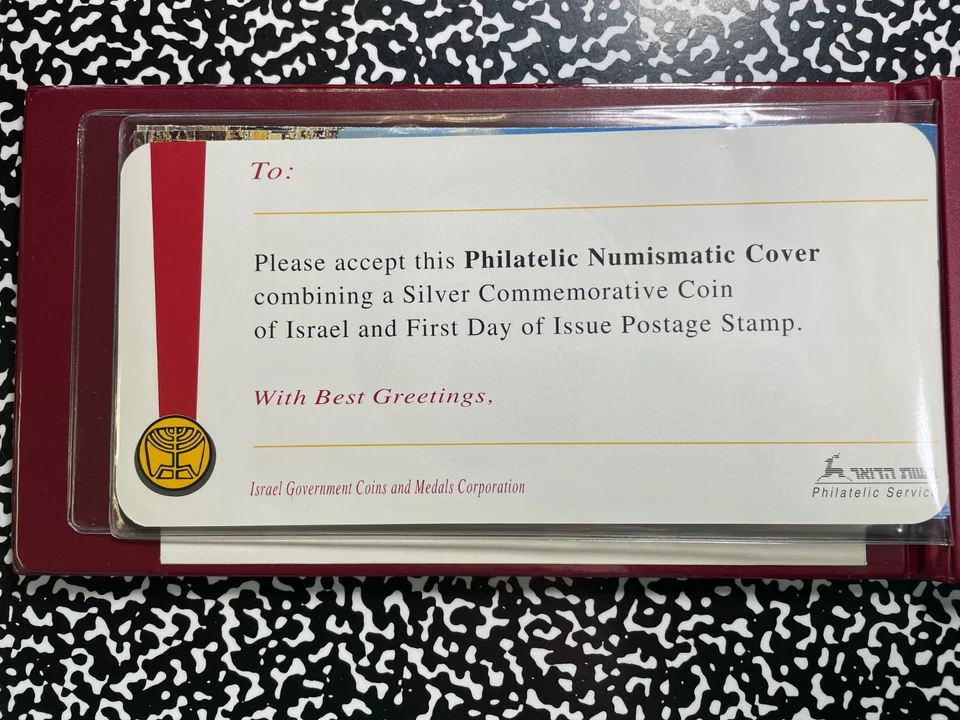 To:
Please accept this Philatelic Numismatic Cover
combining a Silver Commemorative Coin
of Israel and First Day of Issue Postage Stamp.
With Best Greetings,
Israel Government Coins and Medals Corporation
הדואר
Philatelic Servic